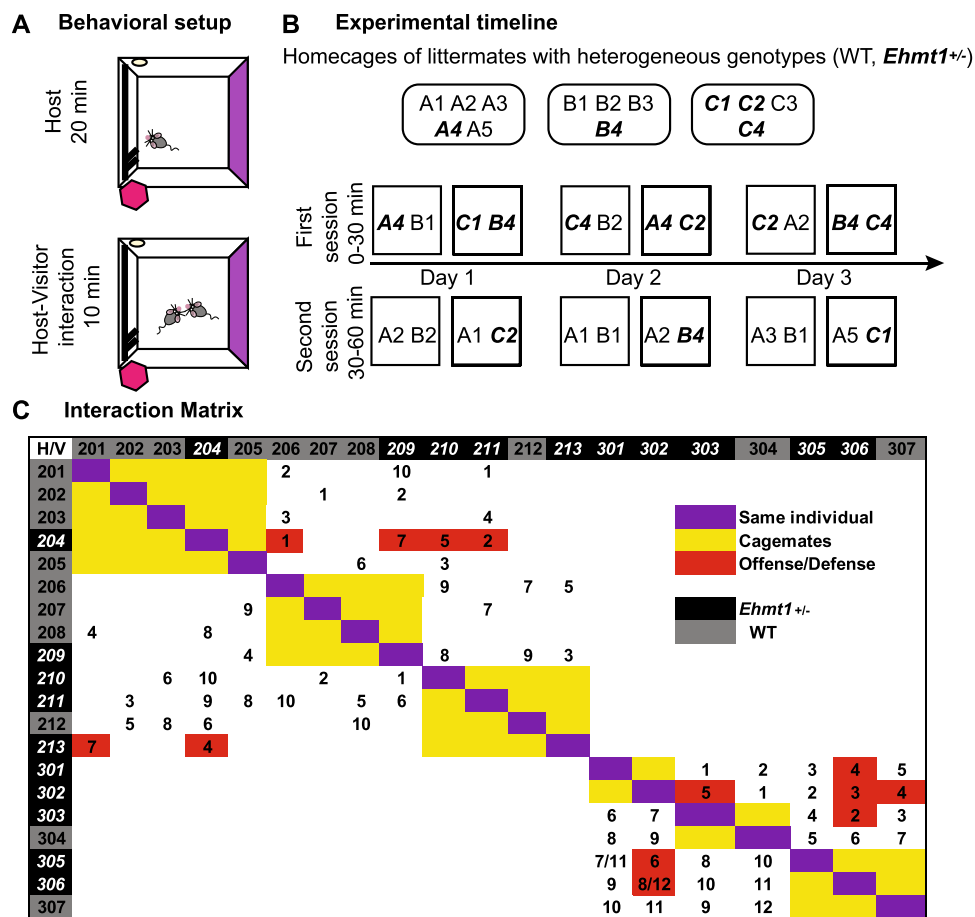 A Behavioral setup
Host
20 min
Host-Visitor
interaction
10 min
B Experimental timeline
Homecages of littermates with heterogeneous genotypes (WT, Ehmt1+/-)
A1 A2 A3
A4 A5
B1 B2 B3
B4
C1 C2 C3
C4
First
session
0-30 min
A4 B1
C1 B4
C4 B2
A4 C2
C2 A2
B4 C4
Day 1
Day 2
Day 3
Second
session
30-60 min
A2 B2
A1 C2
A1 B1
A2 B4
A3 B1
A5 C1
C Interaction Matrix
H/V 201 202 203 204 205 206 207 208 209 210 211 212 213 301 302 303 304 305 306 307
201 2 10 1
202 1 2
203 3 4
204 1 7 5 2
205 6 3
206 9 7 5
207 9 7
208 4 8
209 4 8 9 3
210 6 10 2 1
211 3 9 8 10 5 6
212 5 8 6 10
213 7 4
301 1 2 3 4 5
302 5 1 2 3 4
303 6 7 4 2 3
304 8 9 5 6 7
305 7/11 6 8 10
306 9 8/12 10 11
307 10 11 9 12
Same individual
Cagemates
Offense/Defense
Ehmt1+/-
WT